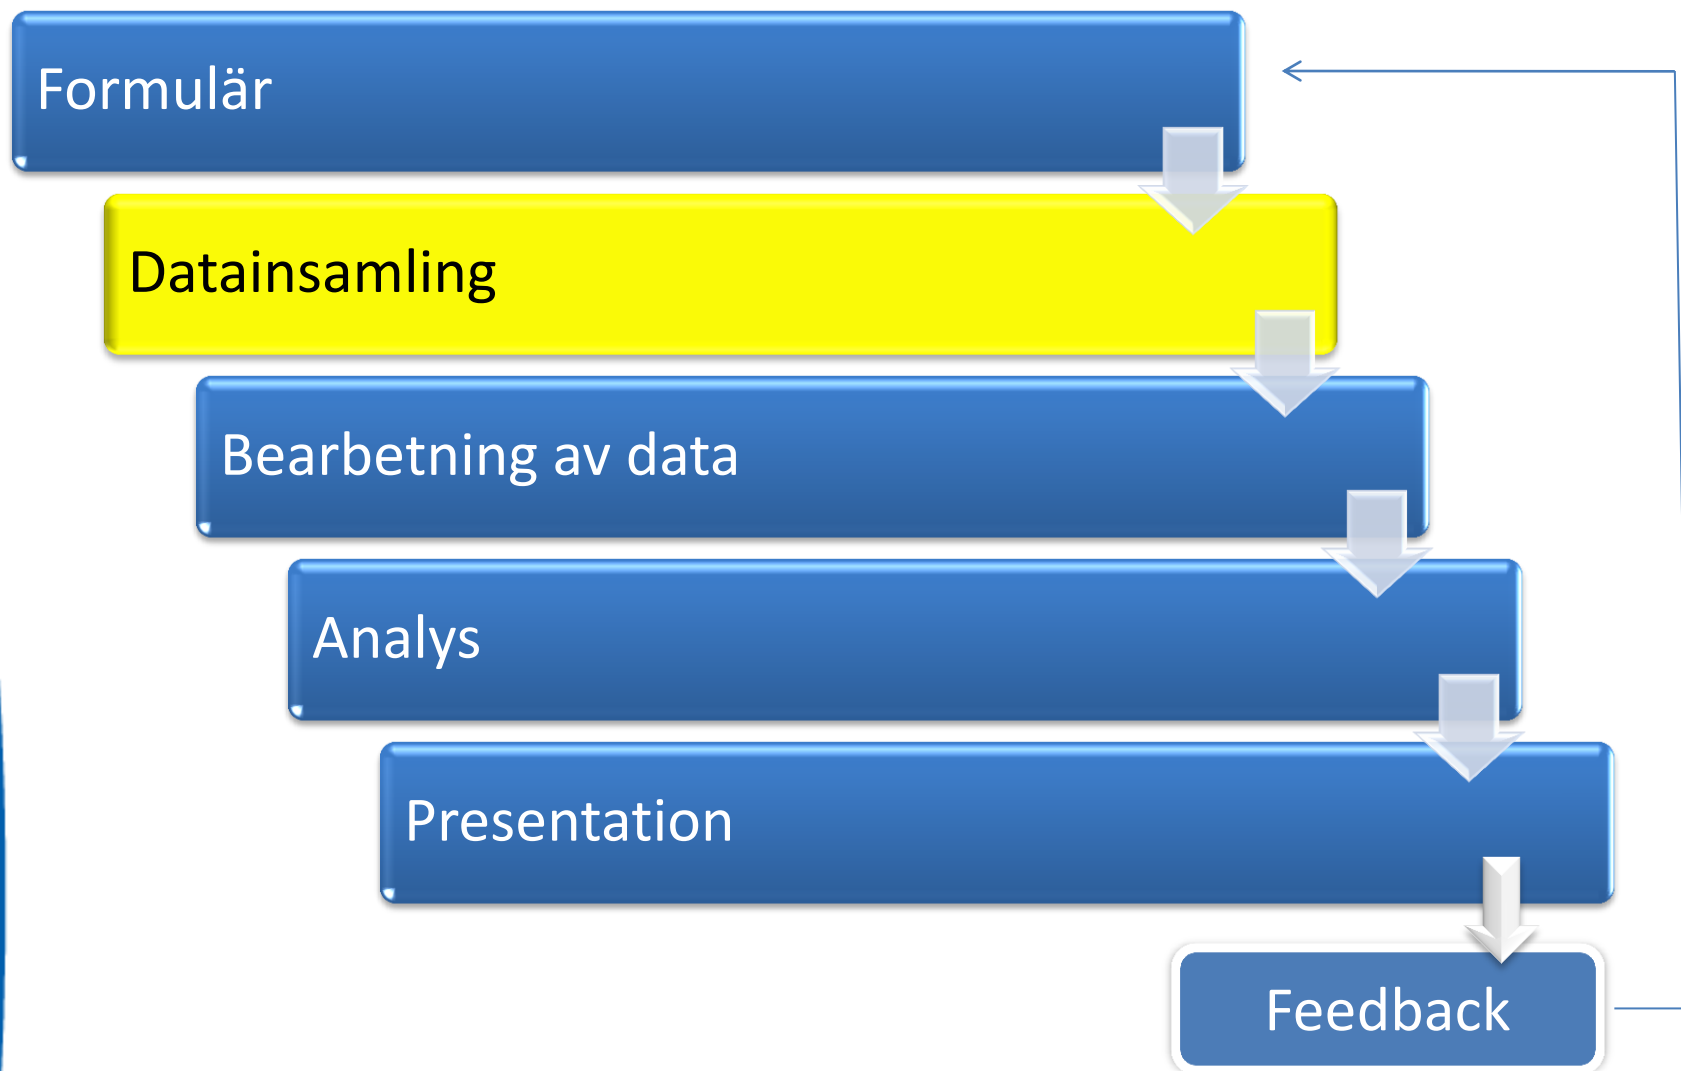 Formulär
Datainsamling
Bearbetning av data
Analys
Presentation
Feedback